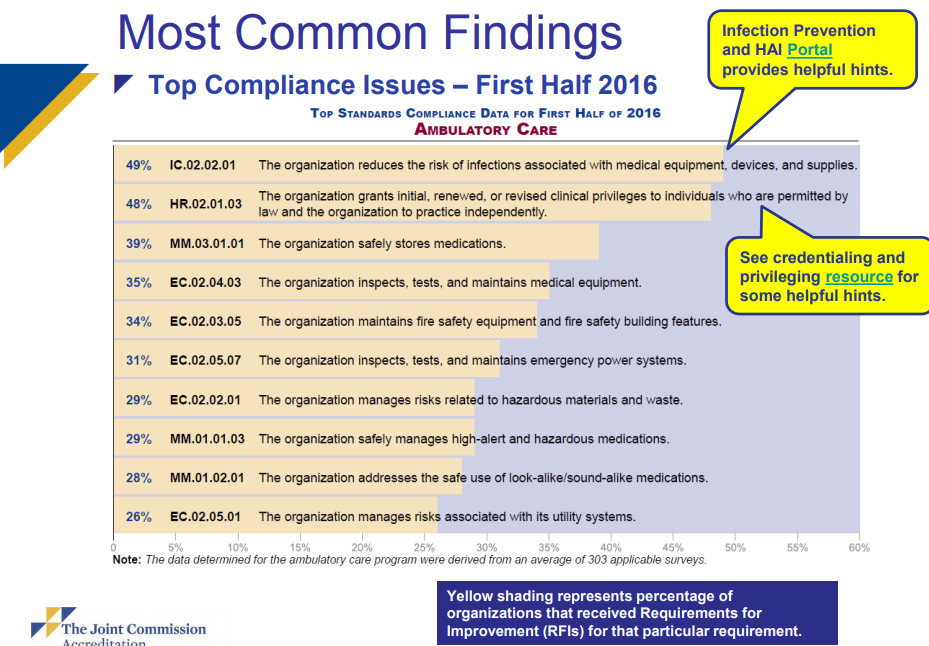 Most Common Findings
Infection Prevention
and HAI Portal
provides helpful hints.
Top Compliance Issues – First Half 2016
Top Standards Compliance Data for First Half of 2016
Ambulatory Care
49% IC.02.02.01 The organization reduces the risk of infections associated with medical equipment, devices, and supplies.
48% HR.02.01.03 The organization grants initial, renewed, or revised clinical privileges to individuals who are permitted by
law and the organization to practice independently.
39% MM.03.01.01 The organization safely stores medications.
See credentialing and
privileging resource for
some helpful hints.
35% EC.02.04.03 The organization inspects, tests, and maintains medical equipment.
34% EC.02.03.05 The organization maintains fire safety equipment and fire safety building features.
31% EC.02.05.07 The organization inspects, tests, and maintains emergency power systems.
29% EC.02.02.01 The organization manages risks related to hazardous materials and waste.
29% MM.01.01.03 The organization safely manages high-alert and hazardous medications.
28% MM.01.02.01 The organization addresses the safe use of look-alike/sound-alike medications.
26% EC.02.05.01 The organization manages risks associated with its utility systems.
0 5% 10% 15% 20% 25% 30% 35% 40% 45% 50% 55% 60%
Note: The data determined for the ambulatory care program were derived from an average of 303 applicable surveys.
Yellow shading represents percentage of
organizations that received Requirements for
Improvement (RFIs) for that particular requirement.
The Joint Commission
Accreditation